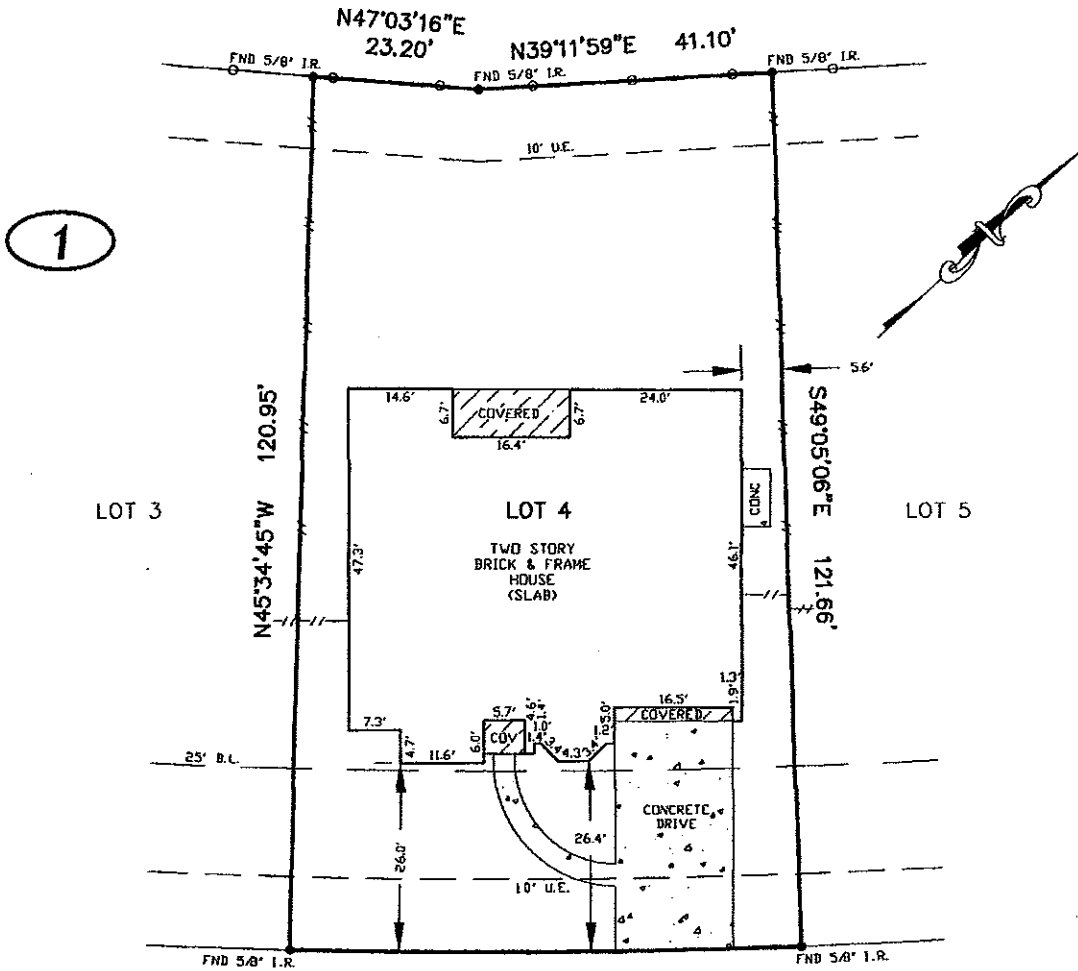 N47°03'16"E
23.20'
N39°11'59"E 41.10'
FND 5/8" I.R.
FND 5/8" I.R.
FND 5/8" I.R.
10' U.E.
1
5.6'
14.6'
6.7'
COVERED
6.7'
24.0'
16.4'
N45°34'45"W 120.95'
S49°05'06"E 121.66'
LOT 3
LOT 4
LOT 5
CONC
4
47.3'
TWO STORY
BRICK & FRAME
HOUSE
(SLAB)
46.1'
1.3'
1.9'
16.5'
COVERED
7.3'
4.7'
11.6'
6.0'
5.7'
COV
4.6'
1.4'
1.0'
1.4'
4.3'
5.0'
25' B.L.
CONCRETE
DRIVE
26.0'
26.4'
10' U.E.
FND 5/8" I.R.
FND 5/8" I.R.